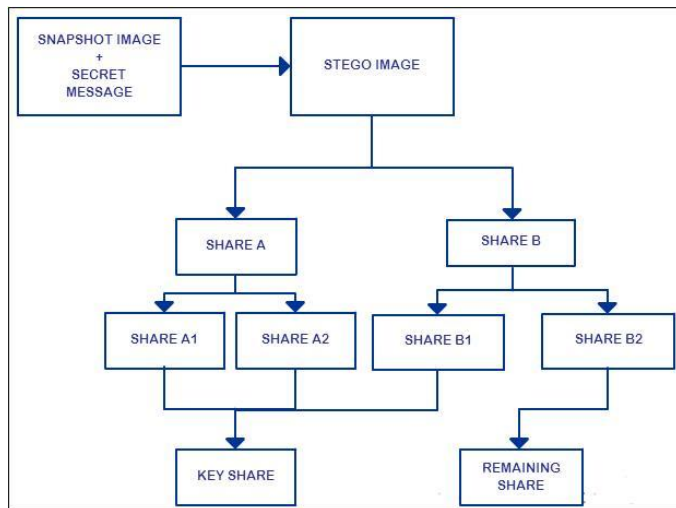 SNAPSHOT IMAGE
+
SECRET
MESSAGE
STEGO IMAGE
SHARE A
SHARE B
SHARE A1
SHARE A2
SHARE B1
SHARE B2
KEY SHARE
REMAINING
SHARE